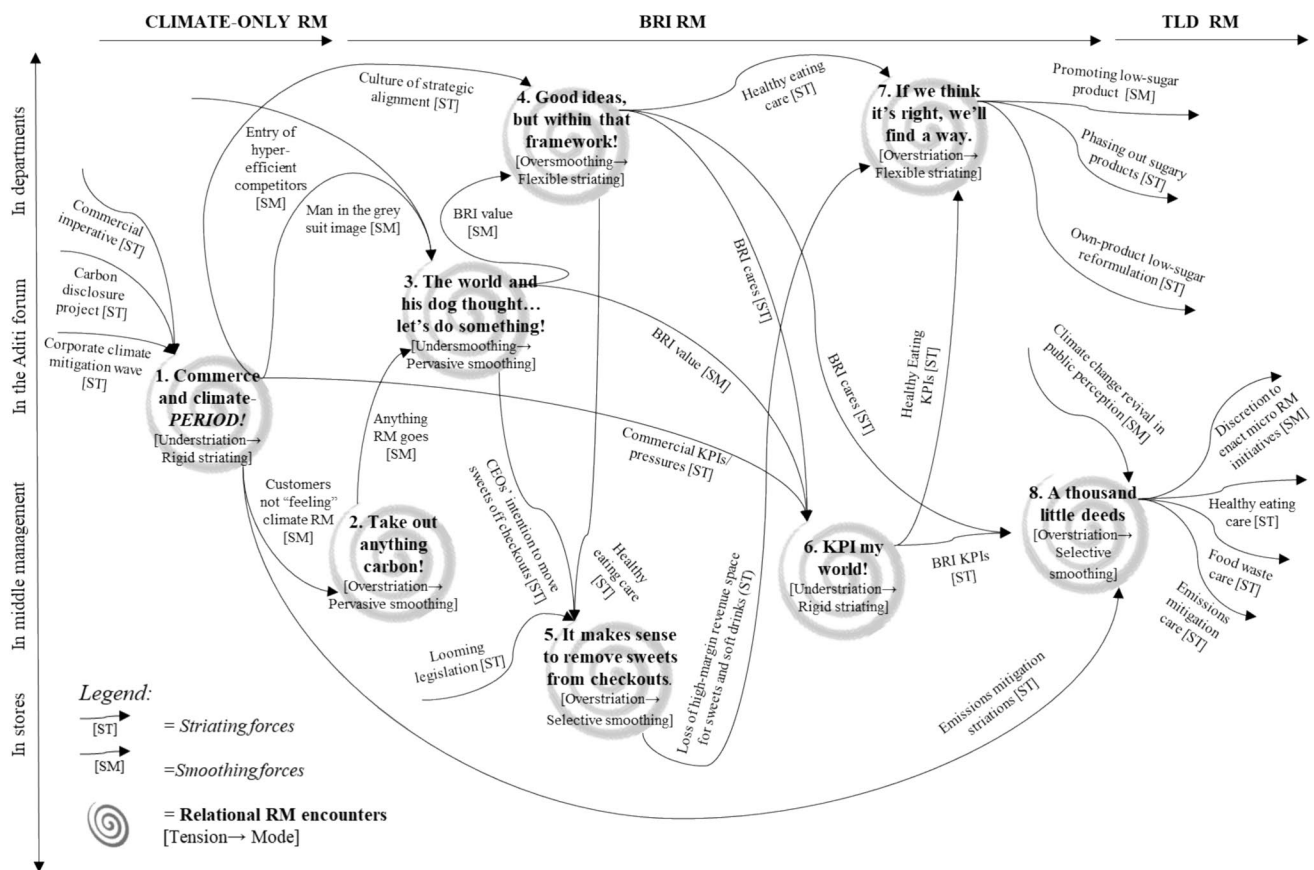 CLIMATE-ONLY RM
BRI RM
TLD RM
In departments
In the Aditi forum
In middle management
In stores
Culture of strategic
alignment [ST]
Entry of
hyper-
efficient
competitors
[SM]
Man in the grey
suit image [SM]
Commercial
imperative [ST]
Carbon
disclosure
project [ST]
Corporate climate
mitigation wave
[ST]
1. Commerce
and climate-
PERIOD!
[Understriation→
Rigid striating]
Customers
not “feeling”
climate RM
[SM]
2. Take out
anything
carbon!
[Overstriation→
Pervasive smoothing]
Anything
RM goes
[SM]
3. The world and
his dog thought…
let’s do something!
[Undersmoothing→
Pervasive smoothing]
BRI value
[SM]
4. Good ideas,
but within that
framework!
[Oversmoothing→
Flexible striating]
Healthy eating
care [ST]
BRI cares [ST]
BRI cares [ST]
BRI value [SM]
Commercial KPIs/
pressures [ST]
CEOs’ intention to move
sweets off checkouts [ST]
Healthy
eating care
[ST]
Looming
legislation [ST]
5. It makes sense
to remove sweets
from checkouts.
[Overstriation→
Selective smoothing]
Loss of high-margin revenue space
for sweets and soft drinks (ST)
6. KPI my
world!
[Understriation→
Rigid striating]
Healthy Eating
KPIs [ST]
BRI KPIs
[ST]
7. If we think
it’s right, we’ll
find a way.
[Overstriation→
Flexible striating]
Promoting low-sugar
product [SM]
Phasing out sugary
products [ST]
Own-product low-sugar
reformulation [ST]
Climate change revival in
public perception [SM]
8. A thousand
little deeds
[Overstriation→
Selective
smoothing]
Discretion to
enact micro RM
initiatives [SM]
Healthy eating
care [ST]
Food waste
care [ST]
Emissions
mitigation
care [ST]
Emissions mitigation
striations [ST]
Legend:
[ST]
= Striating forces
[SM]
=Smoothing forces
= Relational RM encounters
[Tension→ Mode]